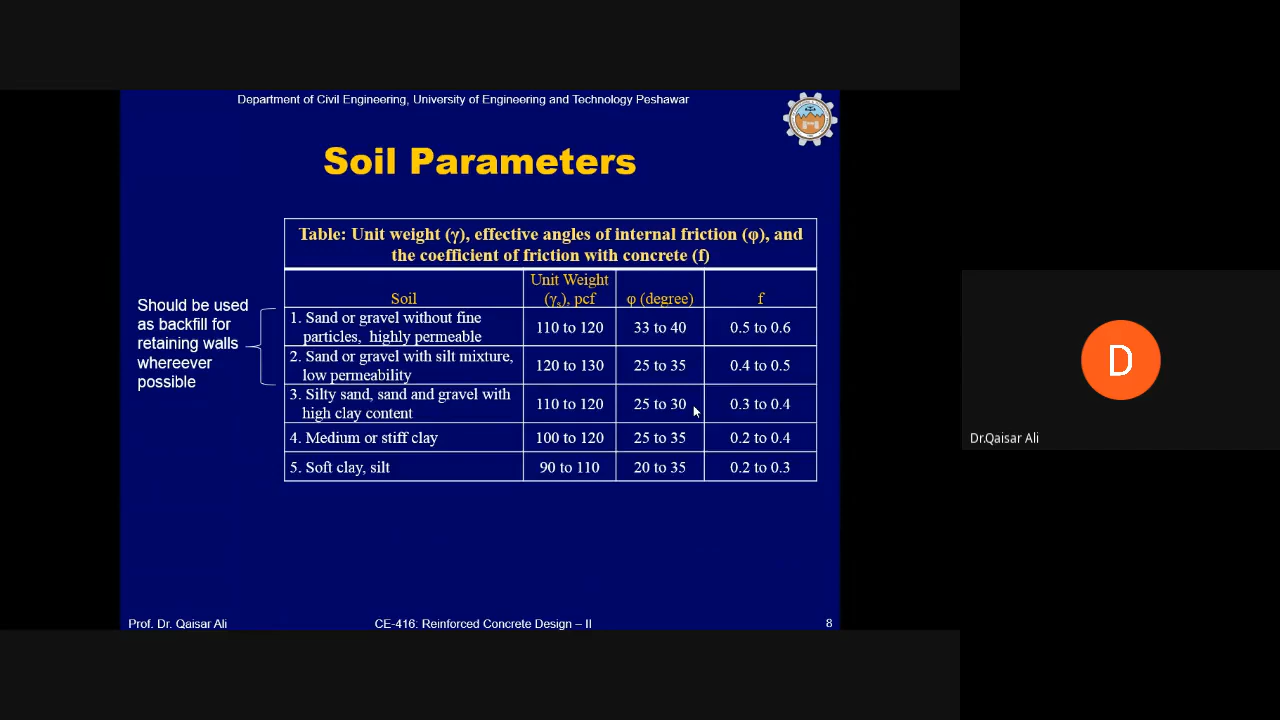 Department of Civil Engineering, University of Engineering and Technology Peshawar
Soil Parameters
Table: Unit weight (γ), effective angles of internal friction (φ), and
the coefficient of friction with concrete (f)
Soil
Unit Weight
(γs), pcf
φ (degree)
f
Should be used
as backfill for
retaining walls
whereever
possible
1. Sand or gravel without fine
particles, highly permeable
110 to 120
33 to 40
0.5 to 0.6
2. Sand or gravel with silt mixture,
low permeability
120 to 130
25 to 35
0.4 to 0.5
3. Silty sand, sand and gravel with
high clay content
110 to 120
25 to 30
0.3 to 0.4
4. Medium or stiff clay
100 to 120
25 to 35
0.2 to 0.4
5. Soft clay, silt
90 to 110
20 to 35
0.2 to 0.3
Prof. Dr. Qaisar Ali
CE-416: Reinforced Concrete Design – II
8
D
Dr.Qaisar Ali